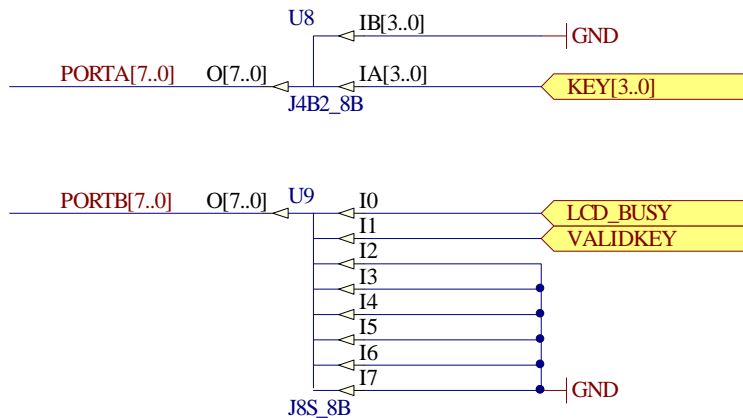 U8
IB[3..0]
GND
PORTA[7..0] O[7..0] IA[3..0] KEY[3..0]
J4B2_8B
U9
PORTB[7..0] O[7..0] I0 LCD_BUSY
I1 VALIDKEY
I2
I3
I4
I5
I6
I7 GND
J8S_8B